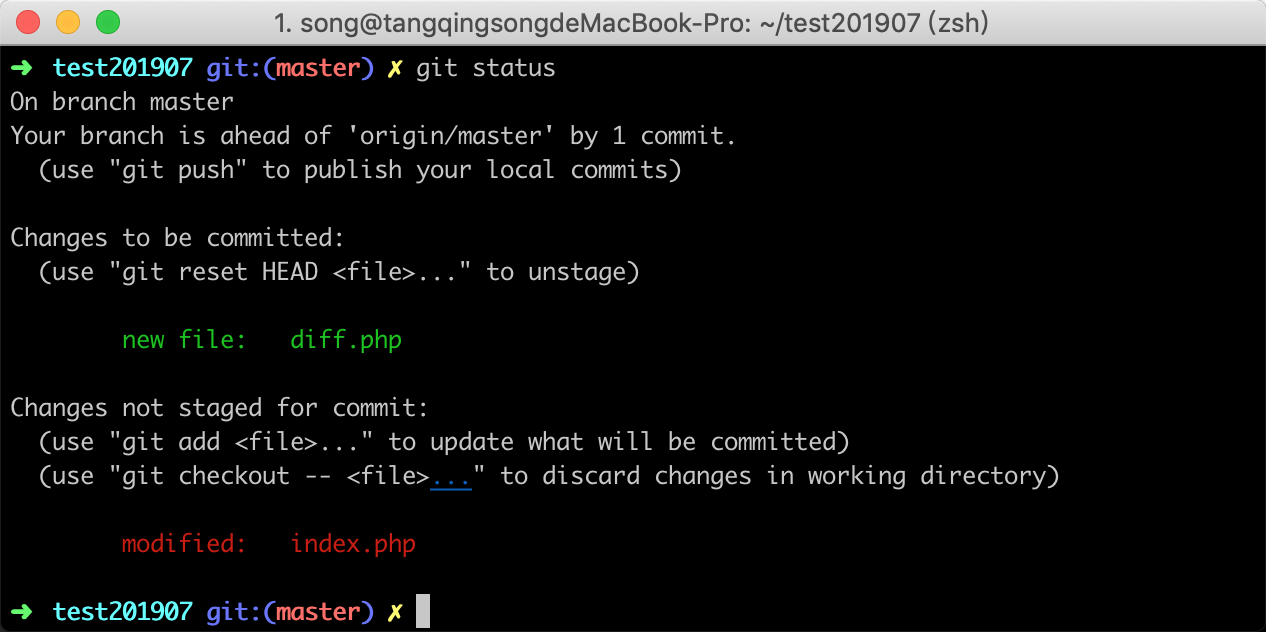 1. song@tangqingsongdeMacBook-Pro: ~/test201907 (zsh)
➜  test201907 git:(master) ✗ git status
On branch master
Your branch is ahead of 'origin/master' by 1 commit.
  (use "git push" to publish your local commits)

Changes to be committed:
  (use "git reset HEAD <file>..." to unstage)

        new file:   diff.php

Changes not staged for commit:
  (use "git add <file>..." to update what will be committed)
  (use "git checkout -- <file>..." to discard changes in working directory)

        modified:   index.php

➜  test201907 git:(master) ✗